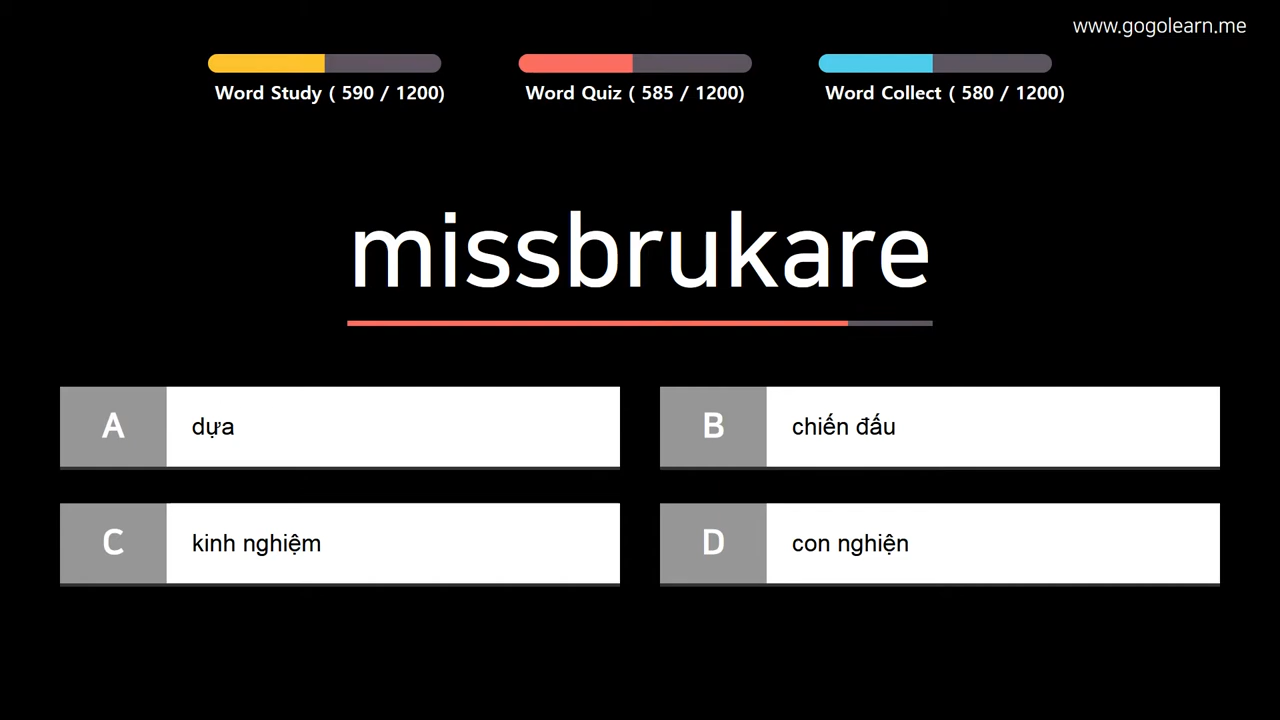 www.gogolearn.me
Word Study ( 590 / 1200)
Word Quiz ( 585 / 1200)
Word Collect ( 580 / 1200)
missbrukare
A dựa
B chiến đấu
C kinh nghiệm
D con nghiện